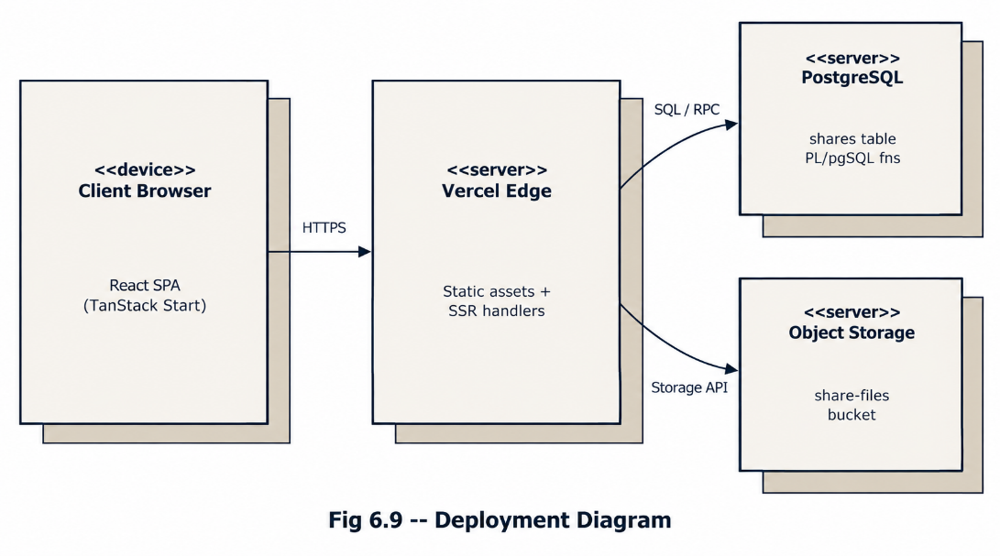 <<device>>
Client Browser
React SPA
(TanStack Start)
HTTPS
<<server>>
Vercel Edge
Static assets +
SSR handlers
SQL / RPC
<<server>>
PostgreSQL
shares table
PL/pgSQL fns
Storage API
<<server>>
Object Storage
share-files
bucket
Fig 6.9 -- Deployment Diagram